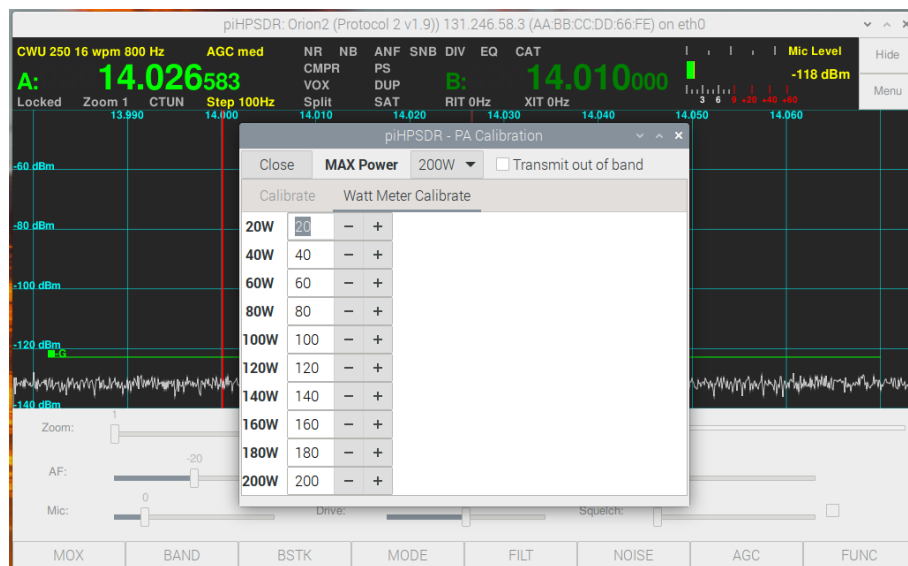 piHPSDR: Orion2 (Protocol 2 v1.9)) 131.246.58.3 (AA:BB:CC:DD:66:FE) on eth0
CWU 250 16 wpm 800 Hz AGC med NR NB ANF SNB DIV EQ CAT Mic Level Hide
CMPR PS
A: 14.026583 VOX DUP B: 14.010000 -118 dBm
Menu
Locked Zoom 1 CTUN Step 100Hz Split SAT RIT 0Hz XIT 0Hz 3 6 9 +20 +40 +60
13.990 14.000 14.010 14.020 14.030 14.040 14.050 14.060
piHPSDR - PA Calibration
-60 dBm
Close MAX Power 200W Transmit out of band
Calibrate Watt Meter Calibrate
20W 20 − +
-80 dBm
40W 40 − +
60W 60 − +
-100 dBm
80W 80 − +
100W 100 − +
-120 dBm
-G
120W 120 − +
140W 140 − +
-140 dBm
160W 160 − +
Zoom: 1
180W 180 − +
AF: -20
200W 200 − +
Mic: 0 Drive: Squelch:
MOX BAND BSTK MODE FILT NOISE AGC FUNC